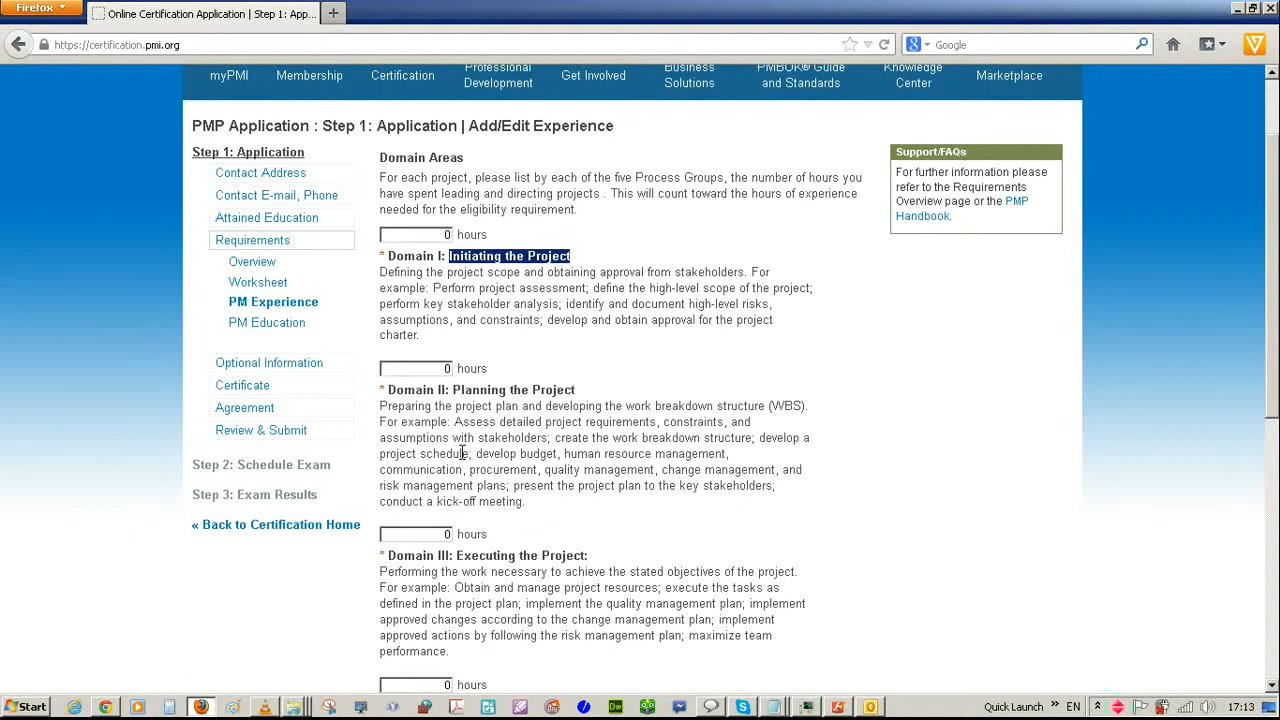 Firefox
Online Certification Application | Step 1: App...
https://certification.pmi.org
Google
myPMI
Membership
Certification
Professional
Development
Get Involved
Business
Solutions
PMBOK® Guide
and Standards
Knowledge
Center
Marketplace
PMP Application : Step 1: Application | Add/Edit Experience
Step 1: Application
Contact Address
Contact E-mail, Phone
Attained Education
Requirements
Overview
Worksheet
PM Experience
PM Education
Optional Information
Certificate
Agreement
Review & Submit
Step 2: Schedule Exam
Step 3: Exam Results
« Back to Certification Home
Domain Areas
For each project, please list by each of the five Process Groups, the number of hours you
have spent leading and directing projects . This will count toward the hours of experience
needed for the eligibility requirement.
0 hours
* Domain I: Initiating the Project
Defining the project scope and obtaining approval from stakeholders. For
example: Perform project assessment; define the high-level scope of the project;
perform key stakeholder analysis; identify and document high-level risks,
assumptions, and constraints; develop and obtain approval for the project
charter.
0 hours
* Domain II: Planning the Project
Preparing the project plan and developing the work breakdown structure (WBS).
For example: Assess detailed project requirements, constraints, and
assumptions with stakeholders; create the work breakdown structure; develop a
project schedule; develop budget, human resource management,
communication, procurement, quality management, change management, and
risk management plans; present the project plan to the key stakeholders;
conduct a kick-off meeting.
0 hours
* Domain III: Executing the Project:
Performing the work necessary to achieve the stated objectives of the project.
For example: Obtain and manage project resources; execute the tasks as
defined in the project plan; implement the quality management plan; implement
approved changes according to the change management plan; implement
approved actions by following the risk management plan; maximize team
performance.
0 hours
Support/FAQs
For further information please
refer to the Requirements
Overview page or the PMP
Handbook.
Start
Quick Launch
EN
17:13